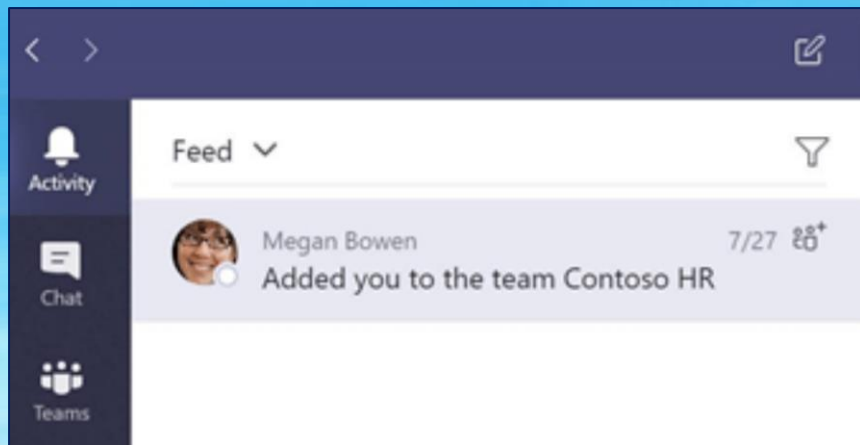 Activity
Feed
Megan Bowen 7/27
Added you to the team Contoso HR
Chat
Teams